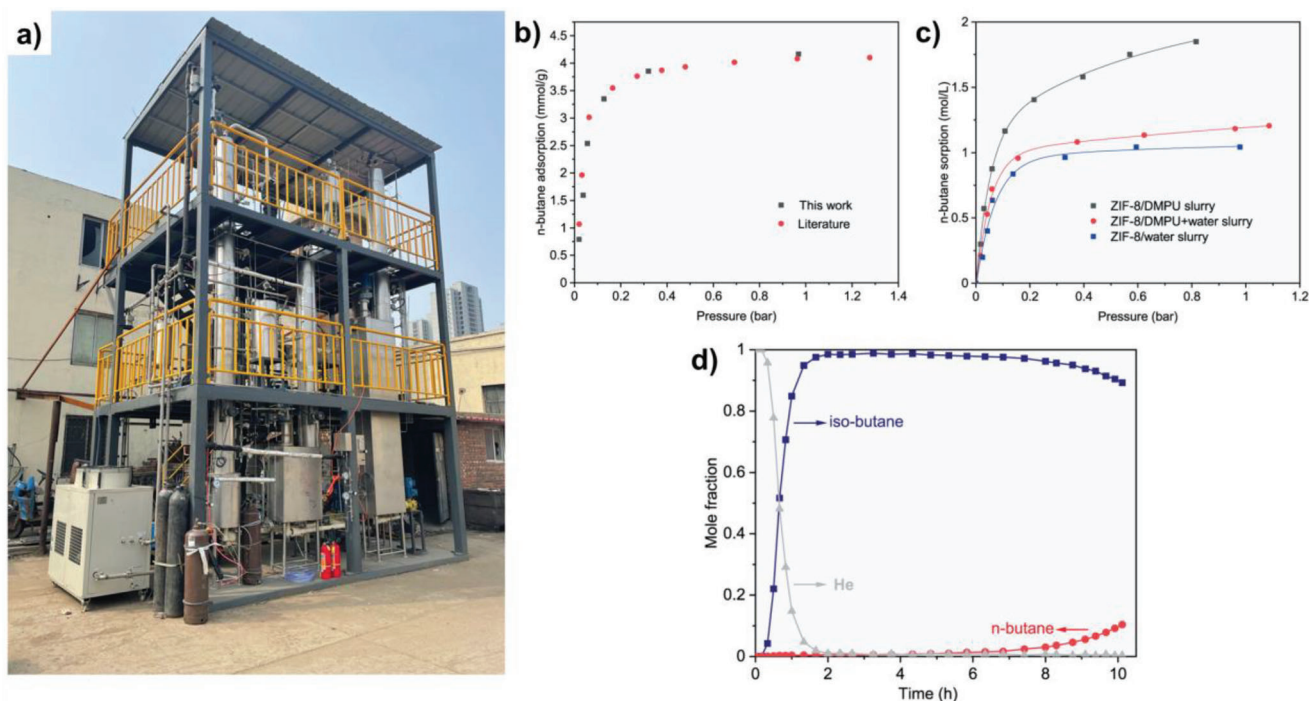 a)
b)
n-butane adsorption (mmol/g)
4.5
4
3.5
3
2.5
2
1.5
1
0.5
0
This work
Literature
0 0.2 0.4 0.6 0.8 1 1.2 1.4
Pressure (bar)
c)
n-butane sorption (mol/L)
2
1.5
1
0.5
0
ZIF-8/DMPU slurry
ZIF-8/DMPU+water slurry
ZIF-8/water slurry
0 0.2 0.4 0.6 0.8 1 1.2
Pressure (bar)
d)
Mole fraction
1
0.8
0.6
0.4
0.2
0
iso-butane
He
n-butane
0 2 4 6 8 10
Time (h)